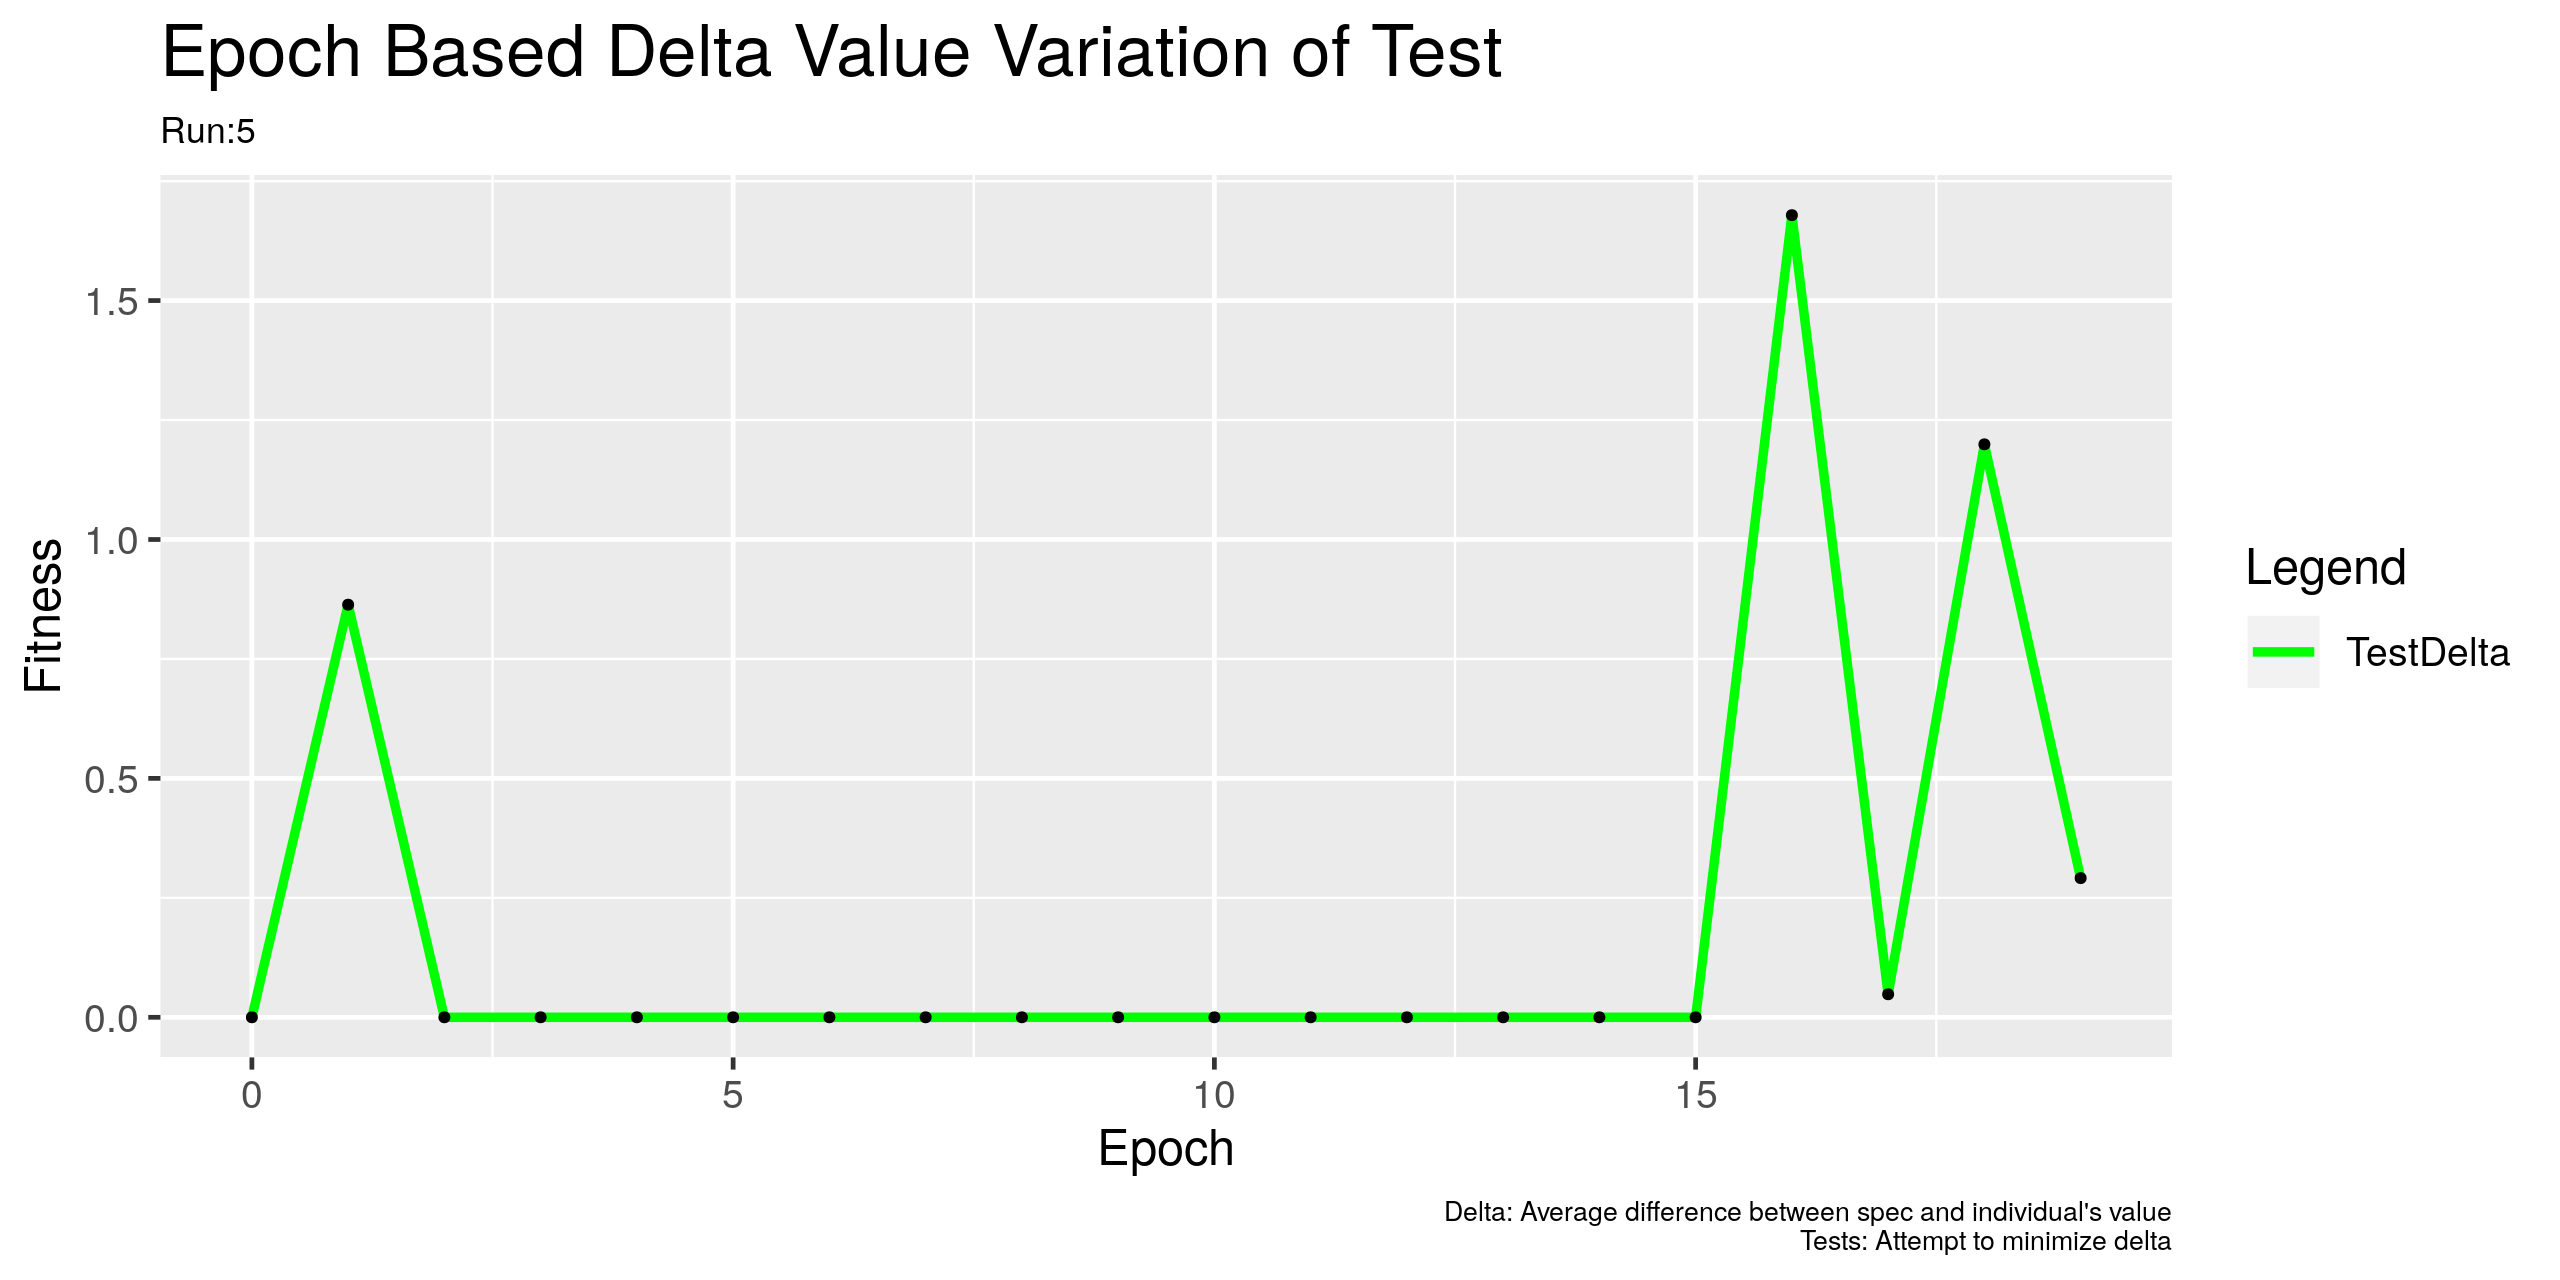 Epoch Based Delta Value Variation of Test
Run:5
Fitness
1.5
1.0
0.5
0.0
0
5
10
15
Epoch
Legend
TestDelta
Delta: Average difference between spec and individual's value
Tests: Attempt to minimize delta